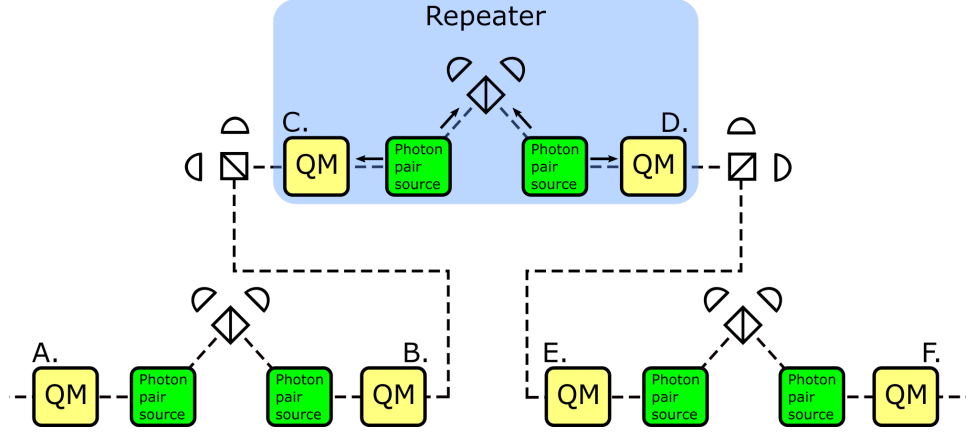 Repeater
C.
D.
QM
Photon
pair
source
Photon
pair
source
QM
A.
B.
E.
F.
QM
Photon
pair
source
Photon
pair
source
QM
QM
Photon
pair
source
Photon
pair
source
QM